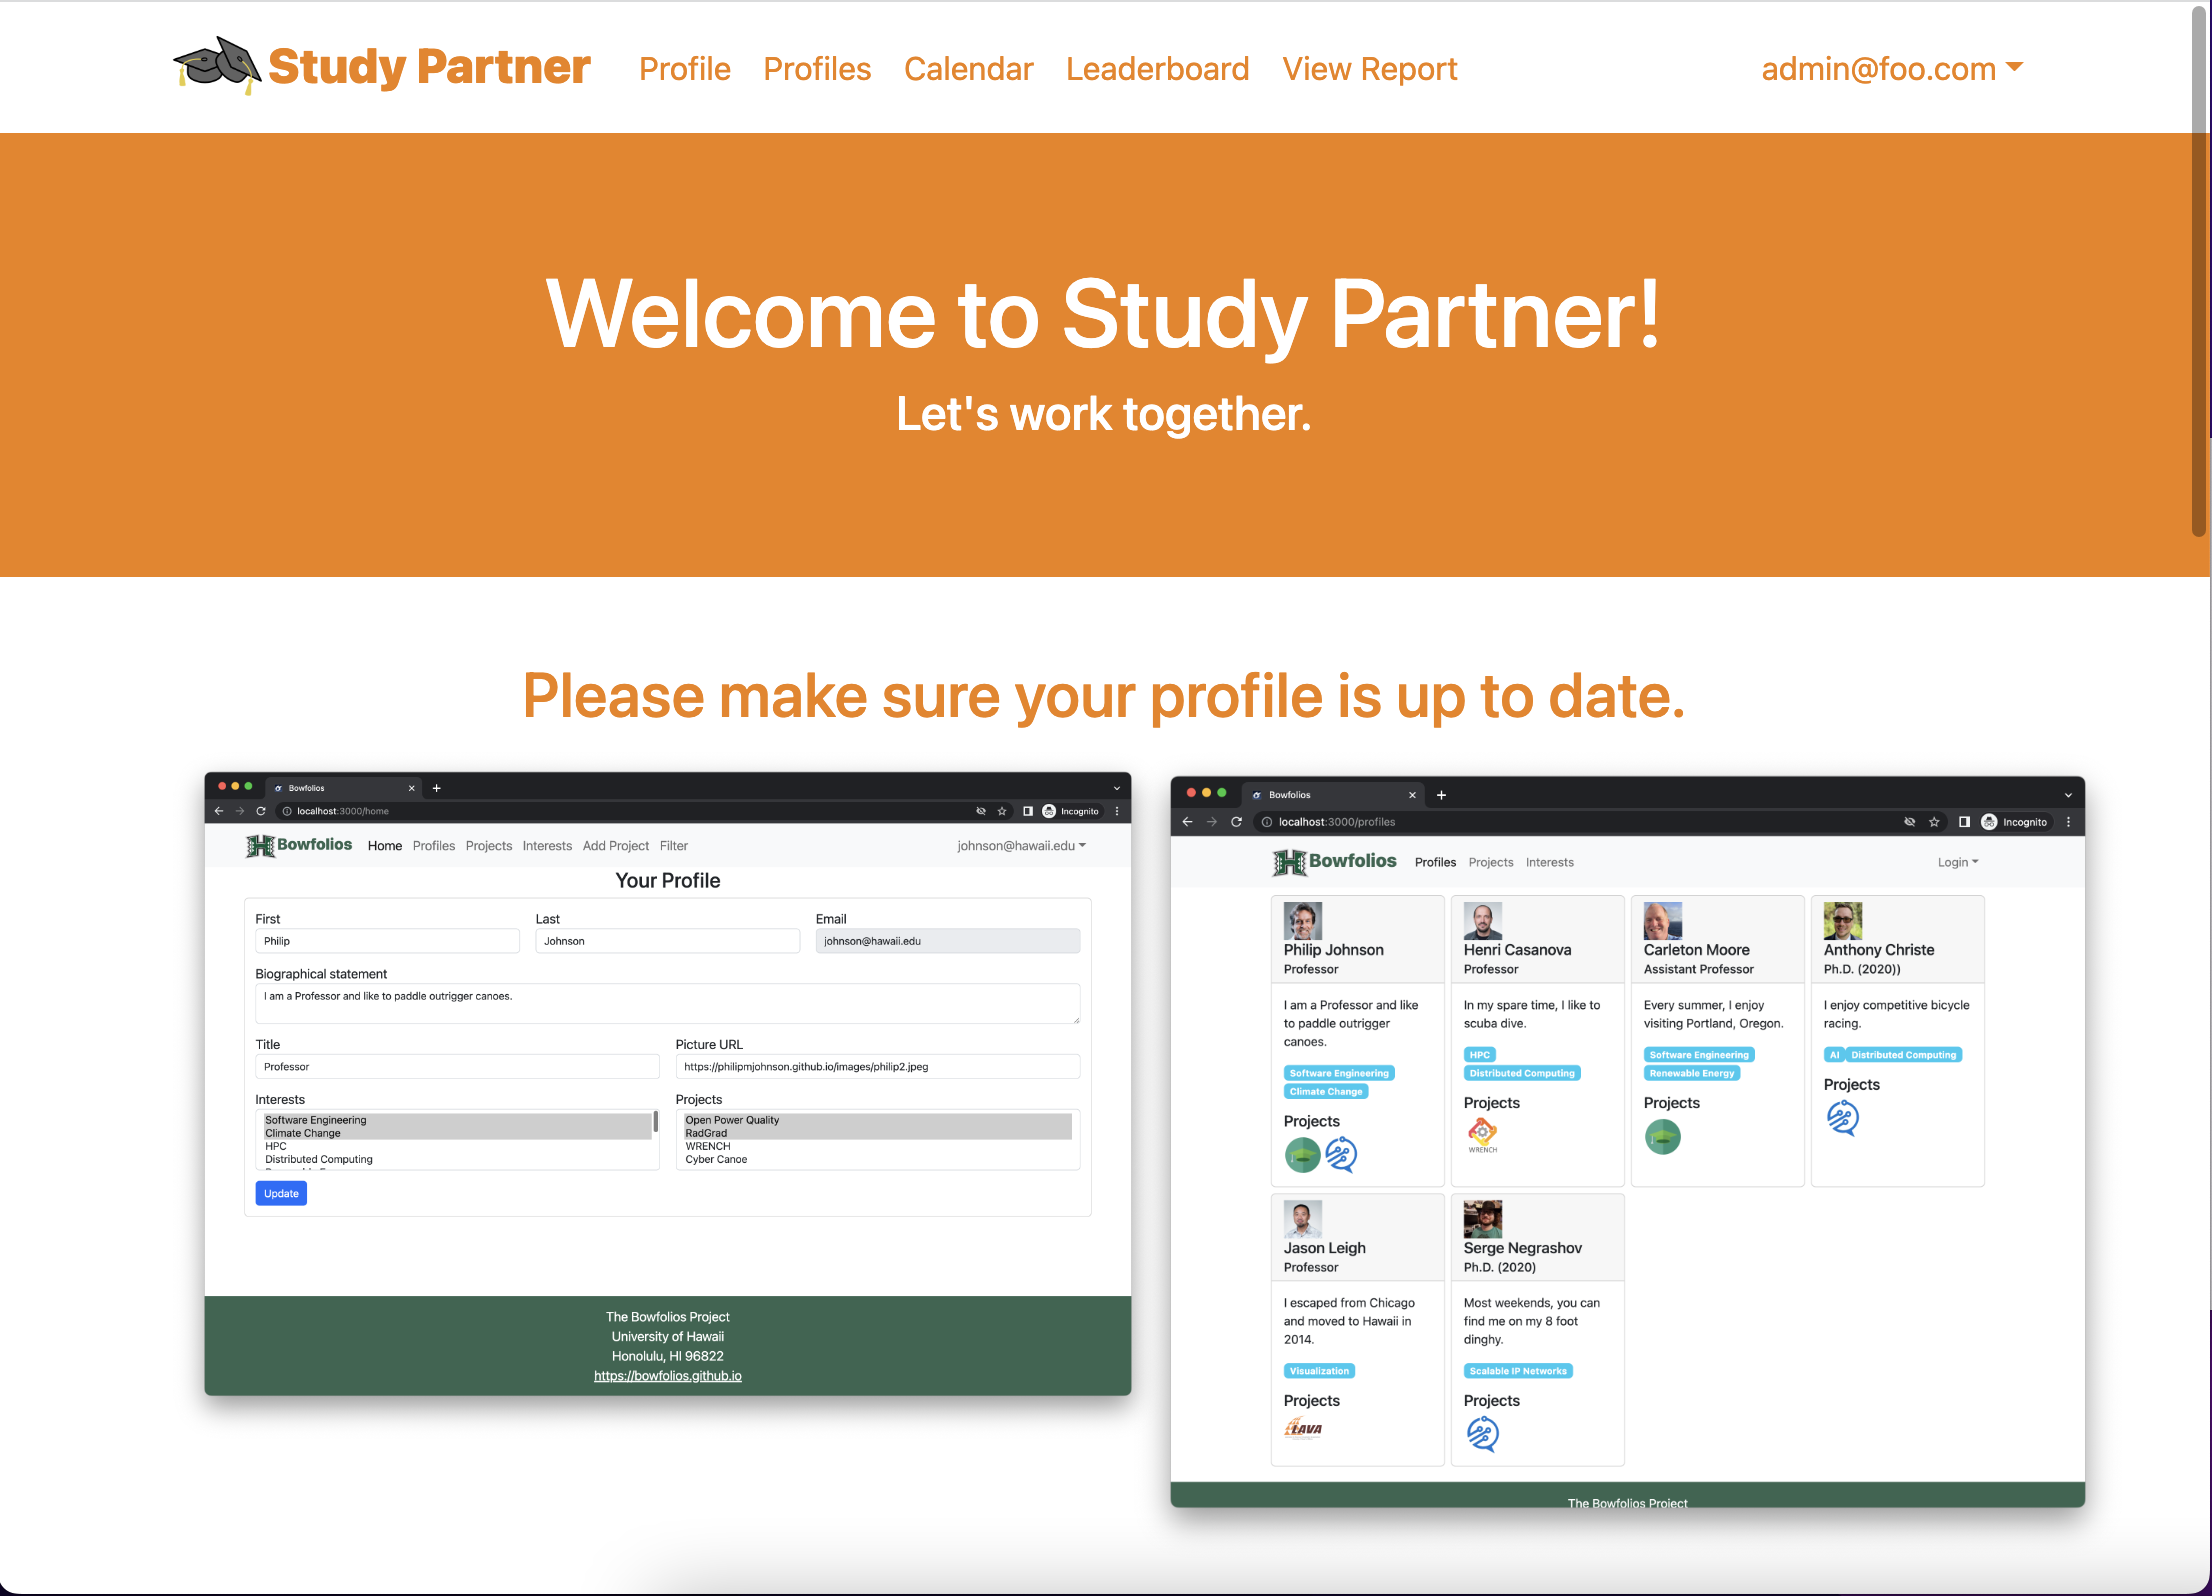 Study Partner Profile Profiles Calendar Leaderboard View Report admin@foo.com
Welcome to Study Partner!
Let's work together.
Please make sure your profile is up to date.
Bowfolios
localhost:3000/home Incognito
Bowfolios Home Profiles Projects Interests Add Project Filter johnson@hawaii.edu
Your Profile
First Last Email
Philip Johnson johnson@hawaii.edu
Biographical statement
I am a Professor and like to paddle outrigger canoes.
Title Picture URL
Professor https://philipmjohnson.github.io/images/philip2.jpeg
Interests Projects
Software Engineering Open Power Quality
Climate Change RadGrad
HPC WRENCH
Distributed Computing Cyber Canoe
Update
The Bowfolios Project
University of Hawaii
Honolulu, HI 96822
https://bowfolios.github.io
Bowfolios
localhost:3000/profiles Incognito
Bowfolios Profiles Projects Interests Login
Philip Johnson
Professor
I am a Professor and like
to paddle outrigger
canoes.
Software Engineering
Climate Change
Projects
Henri Casanova
Professor
In my spare time, I like to
scuba dive.
HPC
Distributed Computing
Projects
WRENCH
Carleton Moore
Assistant Professor
Every summer, I enjoy
visiting Portland, Oregon.
Software Engineering
Renewable Energy
Projects
Anthony Christe
Ph.D. (2020))
I enjoy competitive bicycle
racing.
AI Distributed Computing
Projects
Jason Leigh
Professor
I escaped from Chicago
and moved to Hawaii in
2014.
Visualization
Projects
LAVA
Serge Negrashov
Ph.D. (2020)
Most weekends, you can
find me on my 8 foot
dinghy.
Scalable IP Networks
Projects
The Bowfolios Project